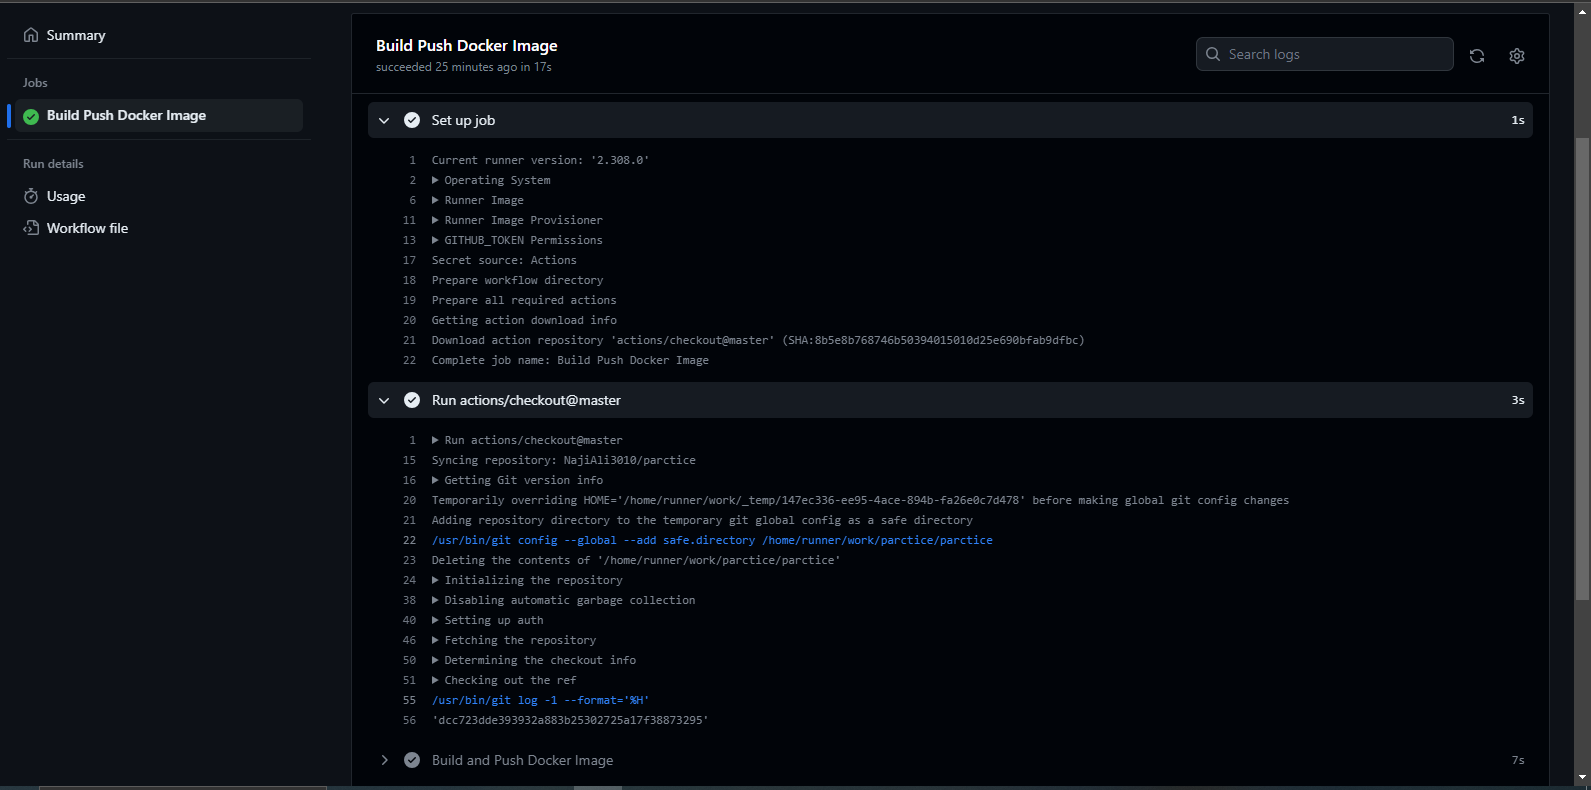 Summary
Jobs
Build Push Docker Image
Run details
Usage
Workflow file
Build Push Docker Image
succeeded 25 minutes ago in 17s
Search logs
Set up job 1s
1 Current runner version: '2.308.0'
2 Operating System
6 Runner Image
11 Runner Image Provisioner
13 GITHUB_TOKEN Permissions
17 Secret source: Actions
18 Prepare workflow directory
19 Prepare all required actions
20 Getting action download info
21 Download action repository 'actions/checkout@master' (SHA:8b5e8b768746b50394015010d25e690bfab9dfbc)
22 Complete job name: Build Push Docker Image
Run actions/checkout@master 3s
1 Run actions/checkout@master
15 Syncing repository: NajiAli3010/parctice
16 Getting Git version info
20 Temporarily overriding HOME='/home/runner/work/_temp/147ec336-ee95-4ace-894b-fa26e0c7d478' before making global git config changes
21 Adding repository directory to the temporary git global config as a safe directory
22 /usr/bin/git config --global --add safe.directory /home/runner/work/parctice/parctice
23 Deleting the contents of '/home/runner/work/parctice/parctice'
24 Initializing the repository
38 Disabling automatic garbage collection
40 Setting up auth
46 Fetching the repository
50 Determining the checkout info
51 Checking out the ref
55 /usr/bin/git log -1 --format='%H'
56 'dcc723dde393932a883b25302725a17f38873295'
Build and Push Docker Image 7s